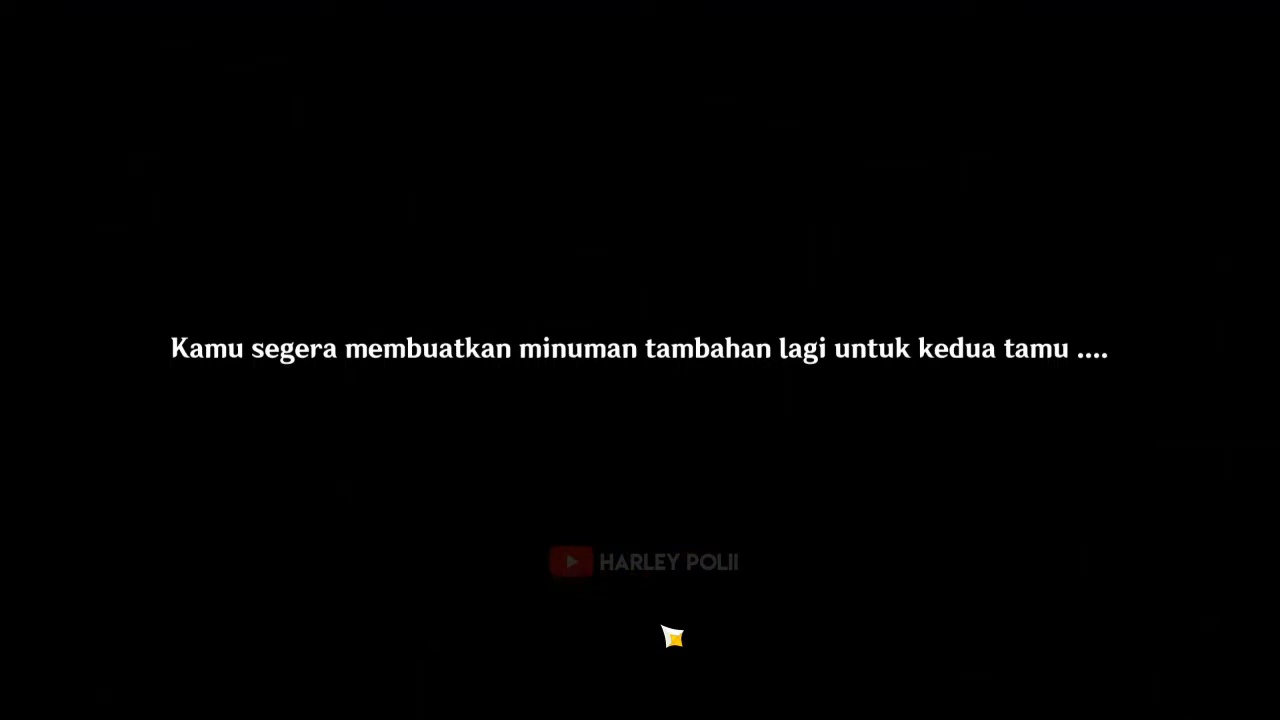 Kamu segera membuatkan minuman tambahan lagi untuk kedua tamu ....
HARLEY POLII